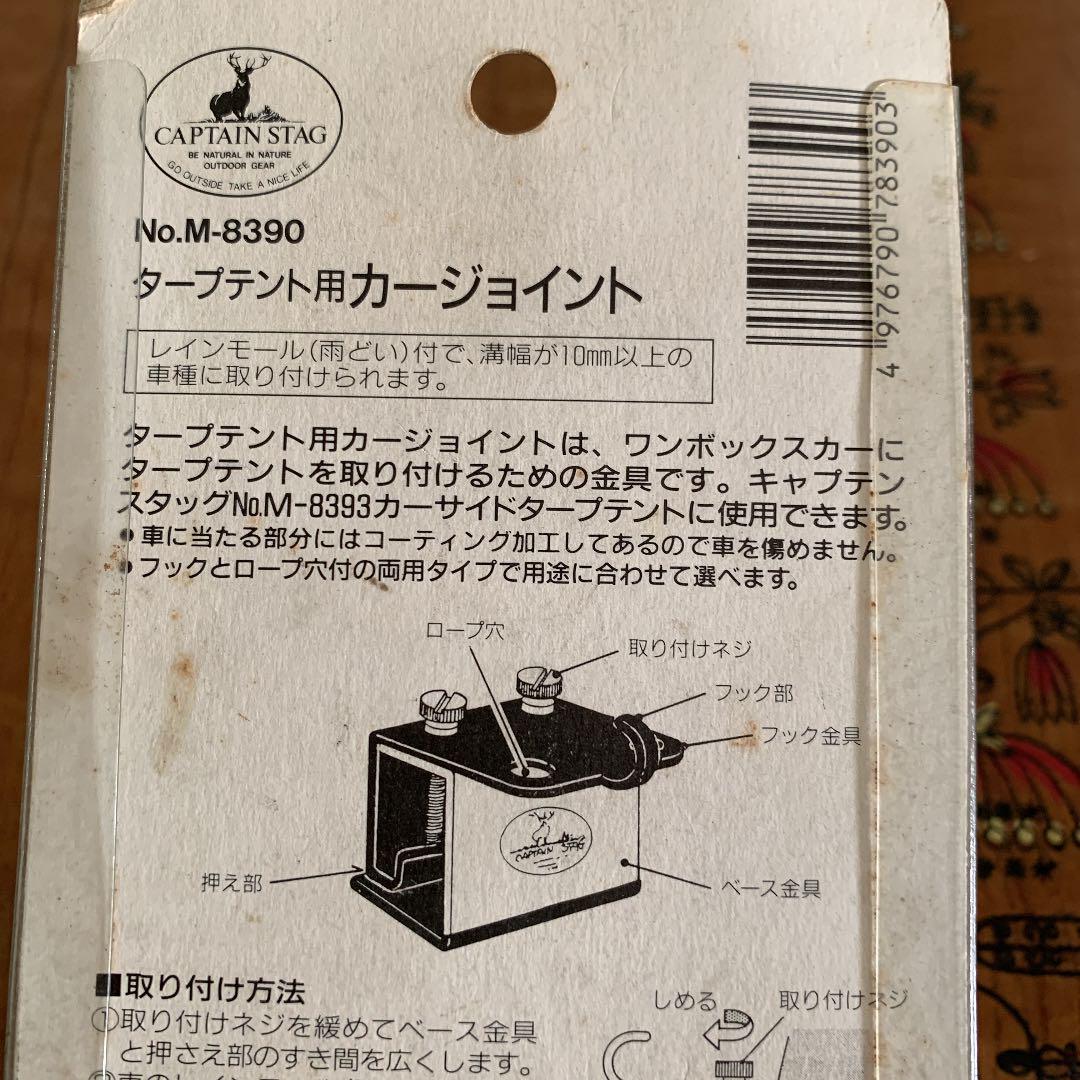 CAPTAIN STAG
BE NATURAL IN NATURE
OUTDOOR GEAR
GO OUTSIDE TAKE A NICE LIFE
4 976790 783903
No.M-8390
タープテント用カージョイント
レインモール(雨どい)付で、溝幅が10mm以上の
車種に取り付けられます。
タープテント用カージョイントは、ワンボックスカーに
タープテントを取り付けるための金具です。キャプテン
スタッグNo.M-8393カーサイドタープテントに使用できます。
•車に当たる部分にはコーティング加工してあるので車を傷めません。
•フックとロープ穴付の両用タイプで用途に合わせて選べます。
ロープ穴
取り付けネジ
フック部
フック金具
CAPTAIN STAG
押え部
ベース金具
■取り付け方法
①取り付けネジを緩めてベース金具
と押さえ部のすき間を広くします。
しめる
取り付けネジ